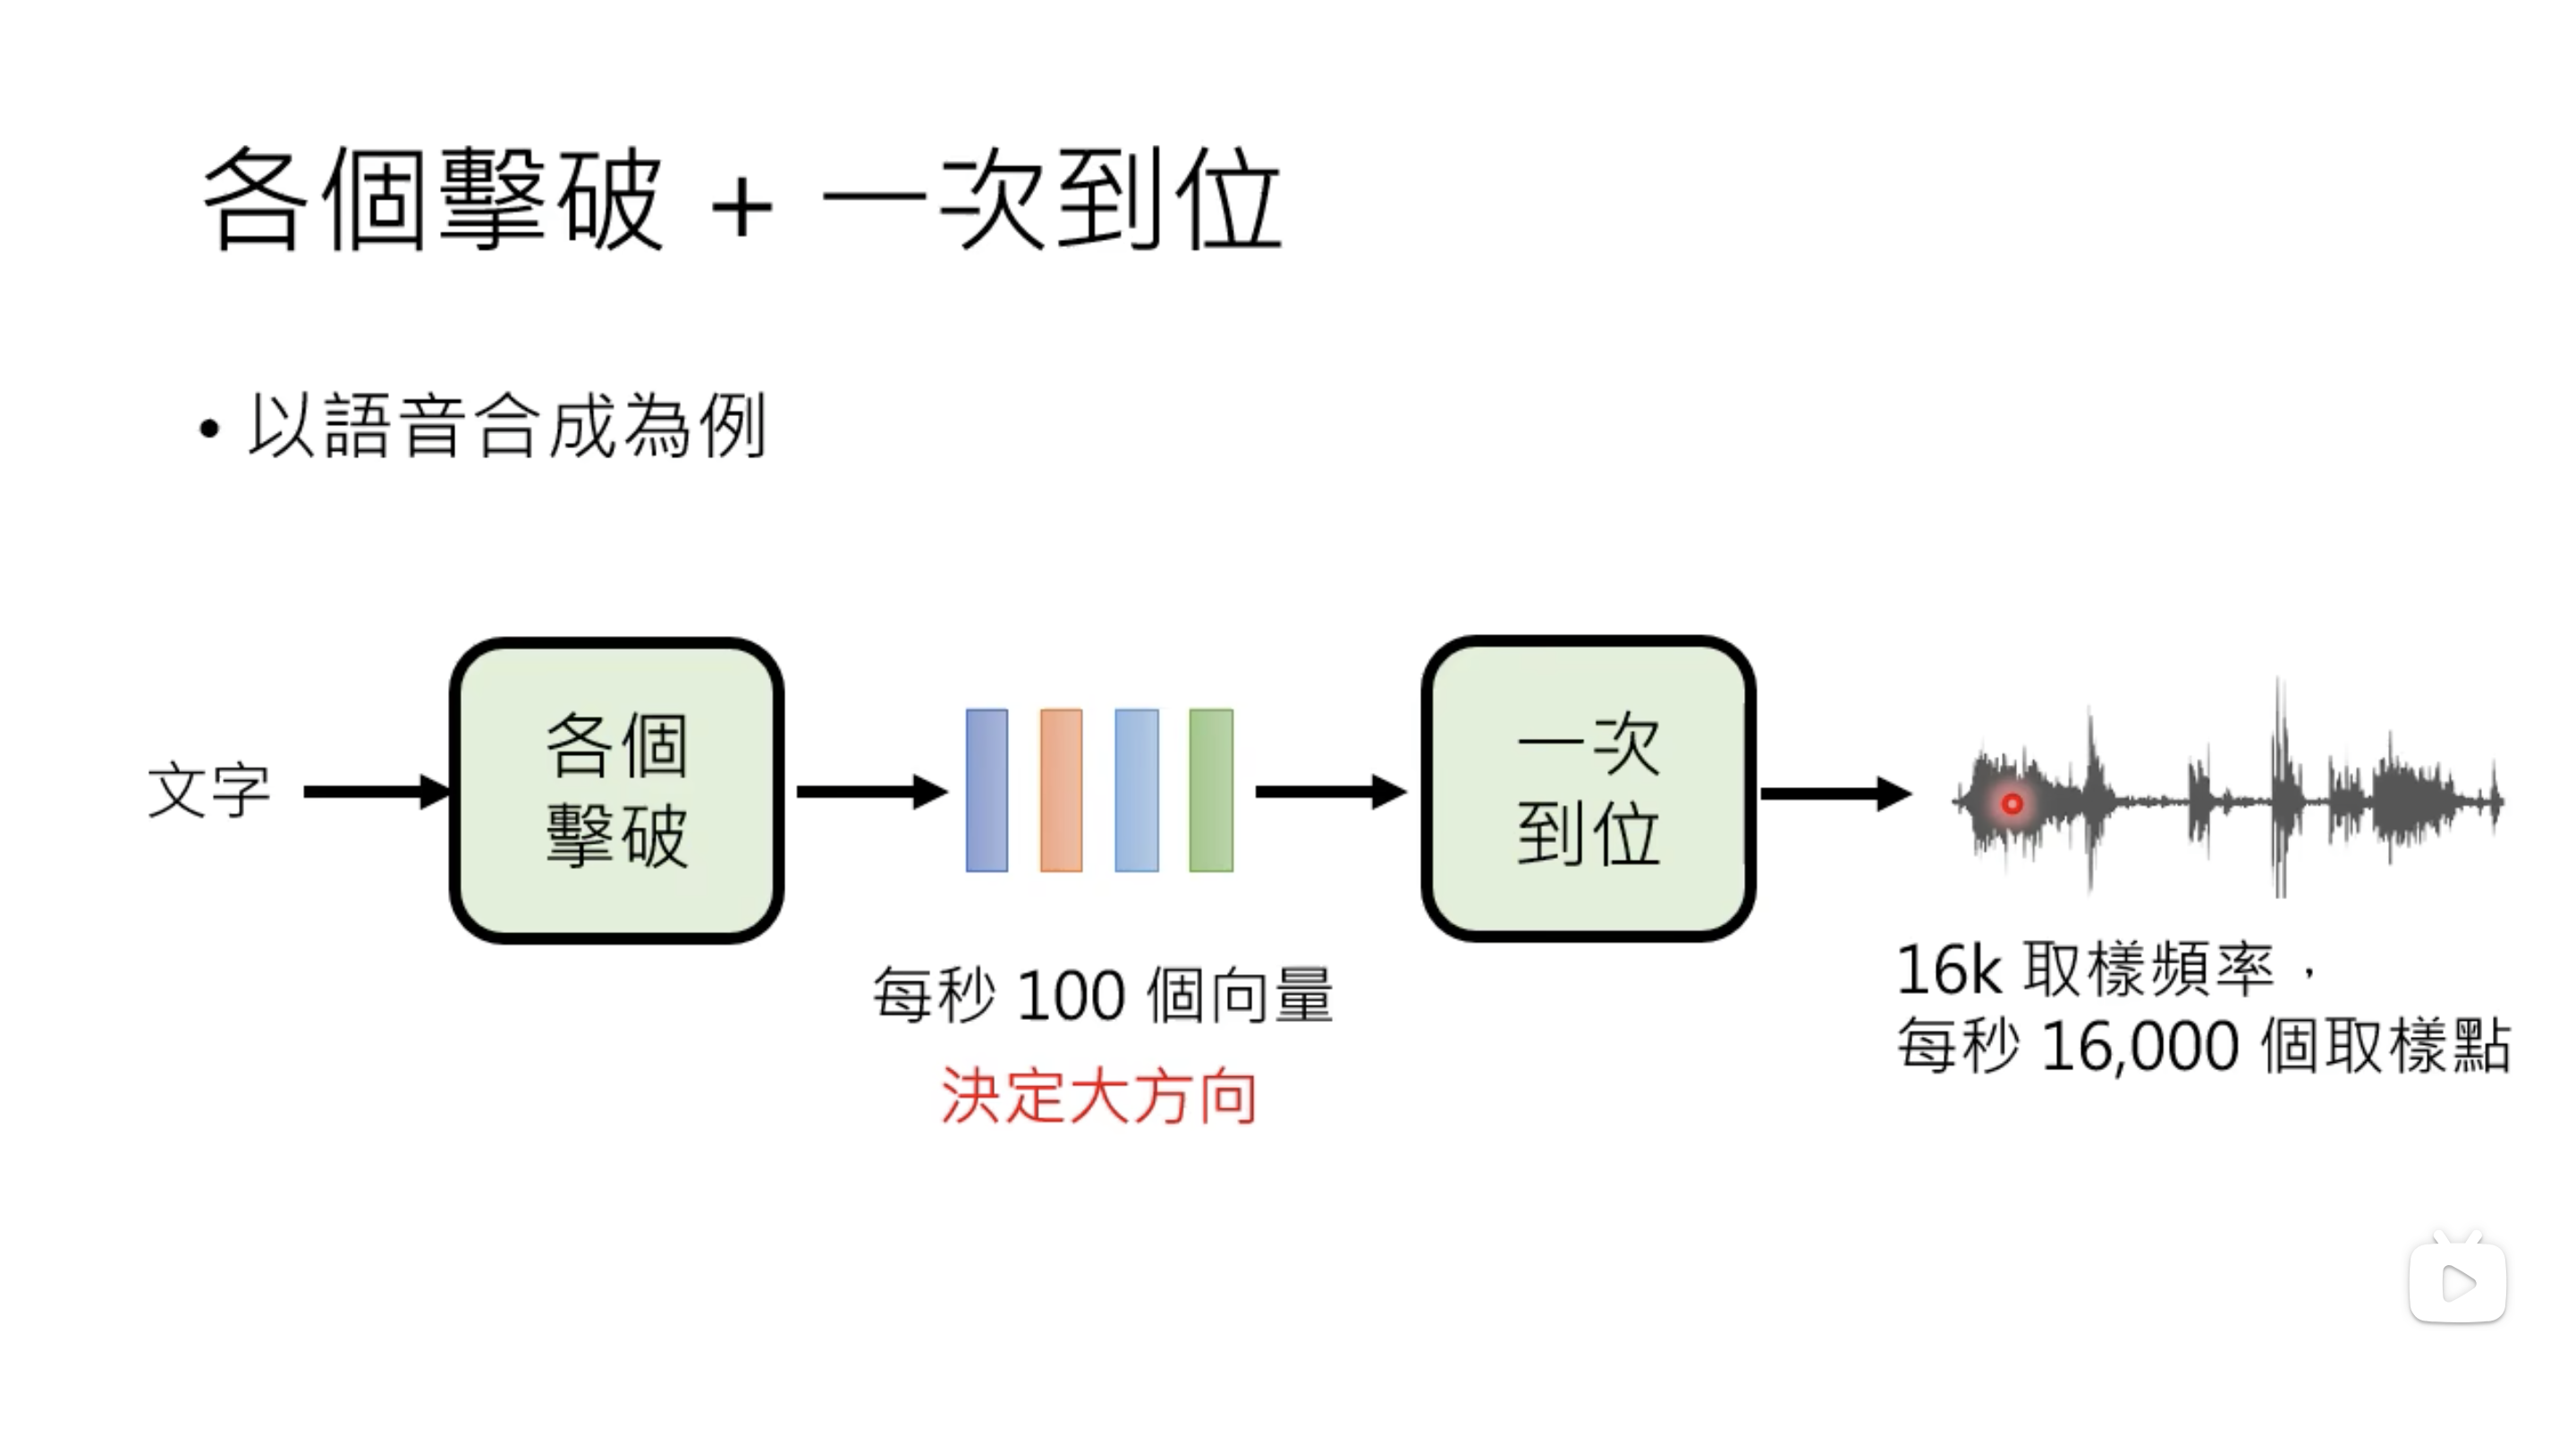 各個擊破 + 一次到位
• 以語音合成為例
文字
各個
擊破
每秒 100 個向量
決定大方向
一次
到位
16k 取樣頻率，
每秒 16,000 個取樣點